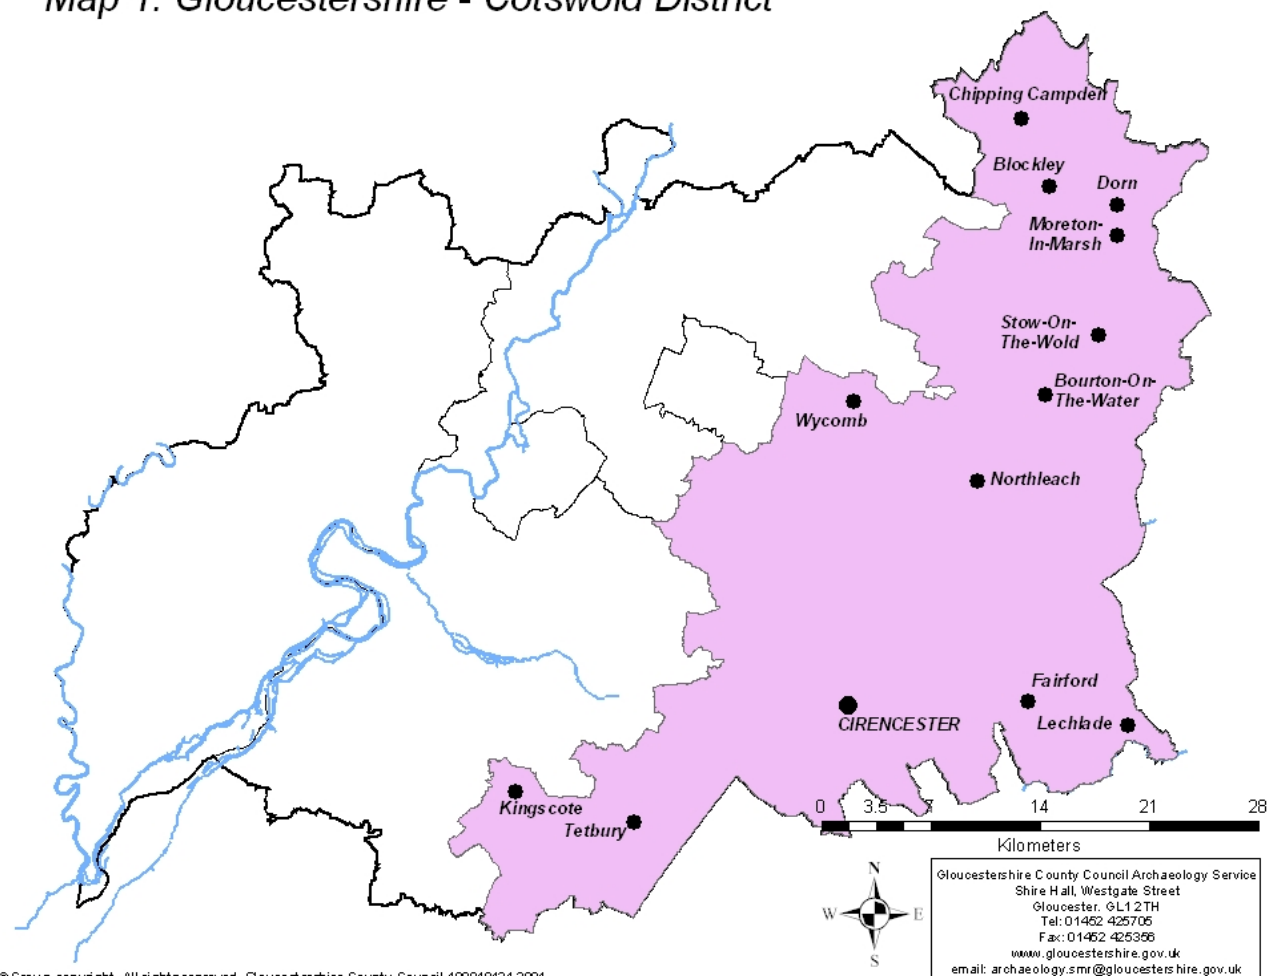 Map 1: Gloucestershire - Cotswold District
Chipping Campden
Blockley
Dorn
Moreton-
In-Marsh
Stow-On-
The-Wold
Bourton-On-
The-Water
Wycomb
Northleach
Fairford
CIRENCESTER
Lechlade
Kingscote
Tetbury
0 3.5 7 14 21 28
Kilometers
N
W E
S
Gloucestershire County Council Archaeology Service
Shire Hall, Westgate Street
Gloucester. GL1 2TH
Tel: 01452 425705
Fax: 01452 425356
www.gloucestershire.gov.uk
email: archaeology.smr@gloucestershire.gov.uk